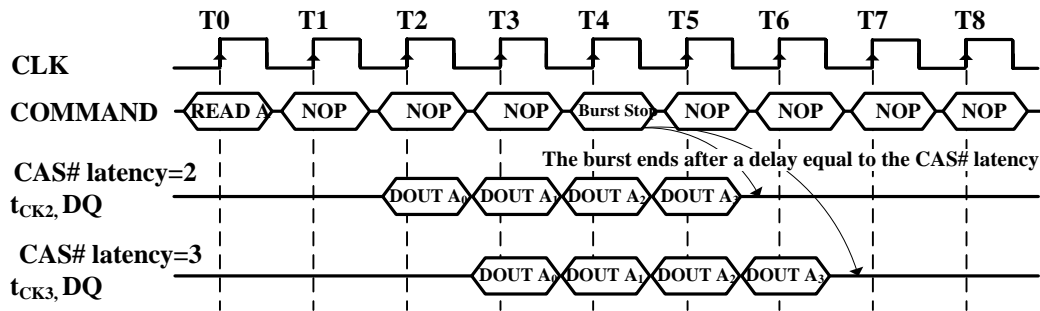 T0 T1 T2 T3 T4 T5 T6 T7 T8
CLK
COMMAND READ A NOP NOP NOP Burst Stop NOP NOP NOP NOP
The burst ends after a delay equal to the CAS# latency
CAS# latency=2
tCK2, DQ DOUT A0 DOUT A1 DOUT A2 DOUT A3
CAS# latency=3
tCK3, DQ DOUT A0 DOUT A1 DOUT A2 DOUT A3